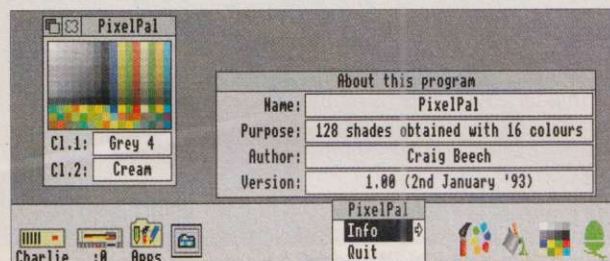 PixelPal
Cl.1: Grey 4
Cl.2: Cream
About this program
Name: PixelPal
Purpose: 128 shades obtained with 16 colours
Author: Craig Beech
Version: 1.00 (2nd January '93)
PixelPal
Info
Quit
Charlie :0 Apps